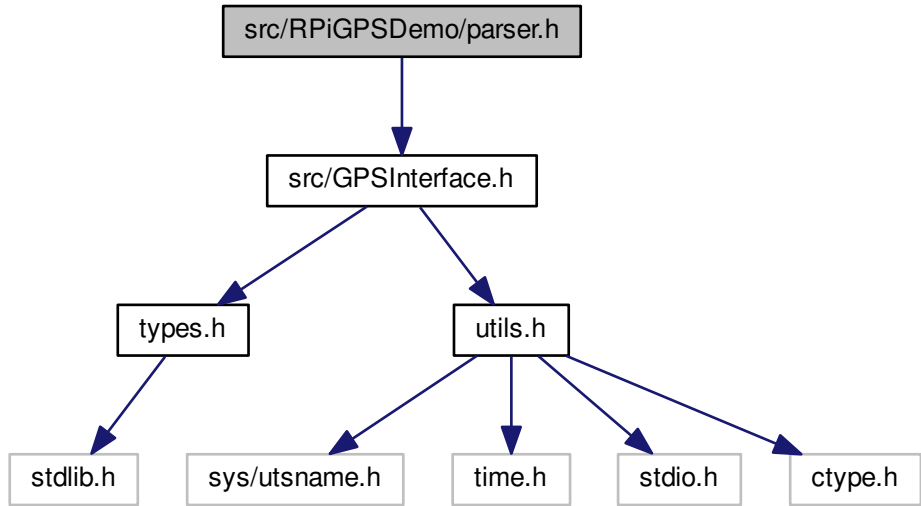 src/RPiGPSDemo/parser.h
src/GPSInterface.h
types.h
utils.h
stdlib.h
sys/utsname.h
time.h
stdio.h
ctype.h